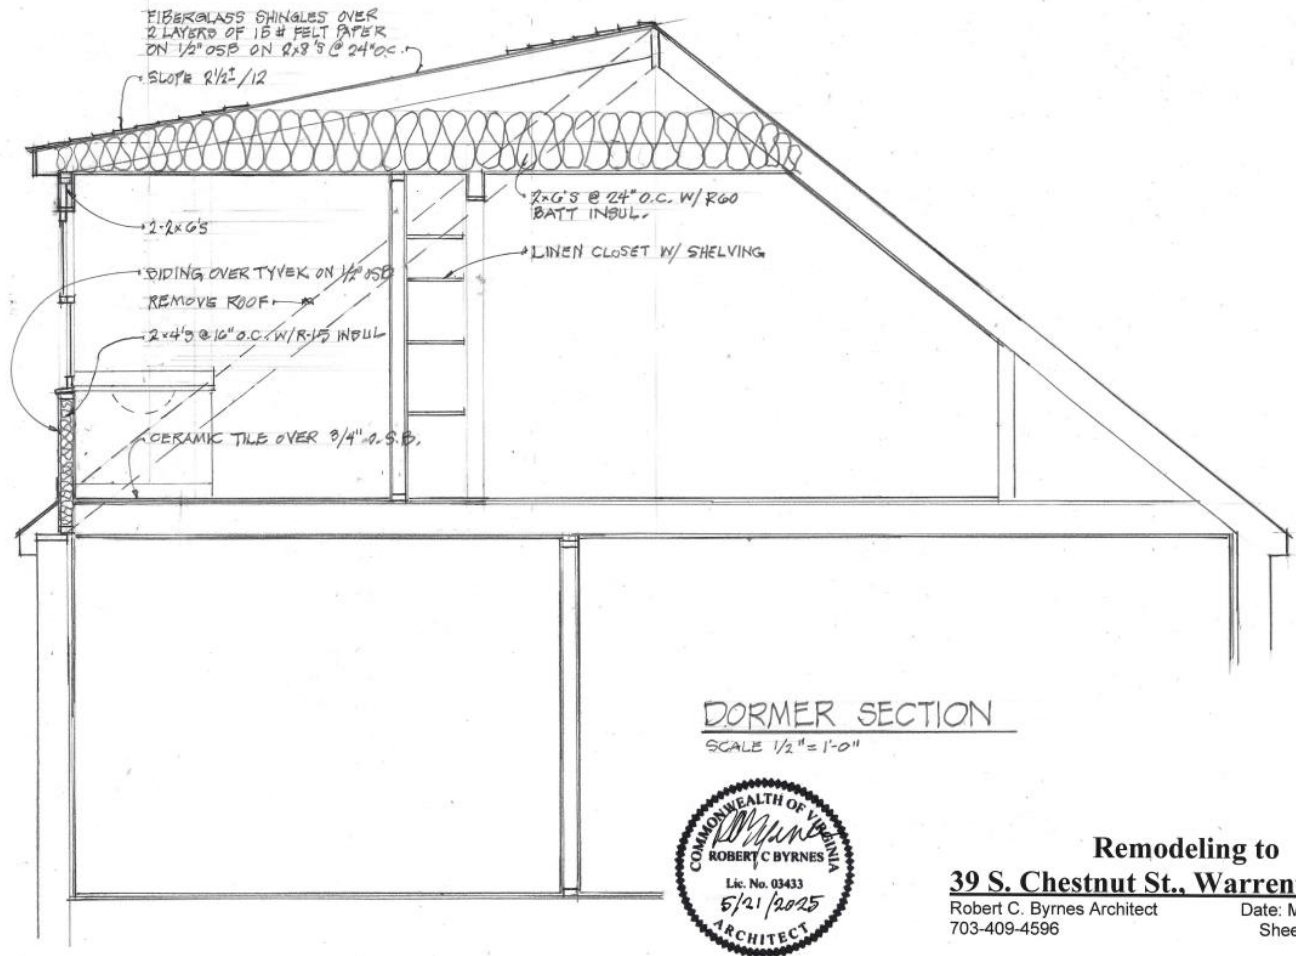 FIBERGLASS SHINGLES OVER
2 LAYERS OF 15 # FELT PAPER
ON 1/2" OSB ON 2x8'S @ 24" O.C.
SLOPE 2 1/2± /12
2x6'S @ 24" O.C. W/ R60
BATT INSUL.
2-2x6'S
LINEN CLOSET W/ SHELVING
SIDING OVER TYVEK ON 1/2" OSB
REMOVE ROOF
2x4'S @ 16" O.C. W/R-15 INSUL
CERAMIC TILE OVER 3/4" O.S.B.
DORMER SECTION
SCALE 1/2" = 1'-0"
COMMONWEALTH OF VIRGINIA
ROBERT C BYRNES
Lic. No. 03433
5/21/2025
ARCHITECT
Remodeling to
39 S. Chestnut St., Warren
Robert C. Byrnes Architect
Date: M
703-409-4596
Shee